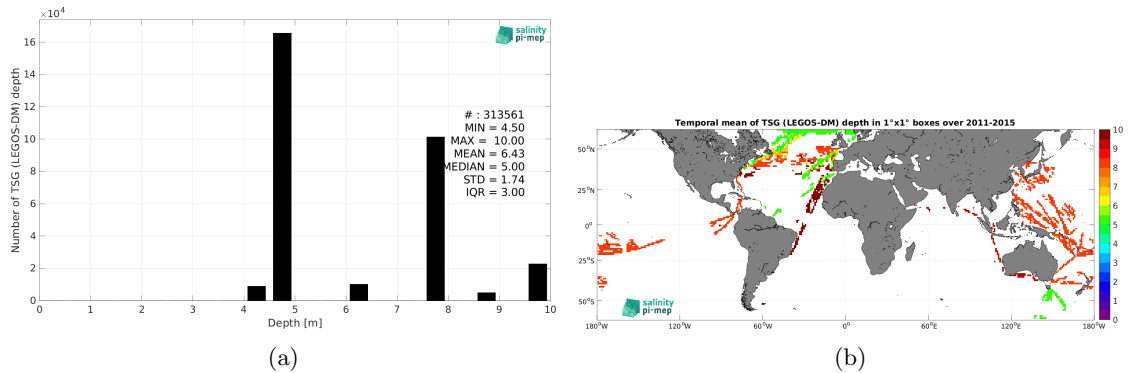 ×10⁴
16
14
12
10
8
6
4
2
0
Number of TSG (LEGOS-DM) depth
salinity
pi-mep
# : 313561
MIN = 4.50
MAX = 10.00
MEAN = 6.43
MEDIAN = 5.00
STD = 1.74
IQR = 3.00
0 1 2 3 4 5 6 7 8 9 10
Depth [m]
(a)
Temporal mean of TSG (LEGOS-DM) depth in 1°x1° boxes over 2011-2015
50°N
25°N
0°
25°S
50°S
salinity
pi-mep
180°W 120°W 60°W 0° 60°E 120°E 180°W
10
9
8
7
6
5
4
3
2
1
0
(b)